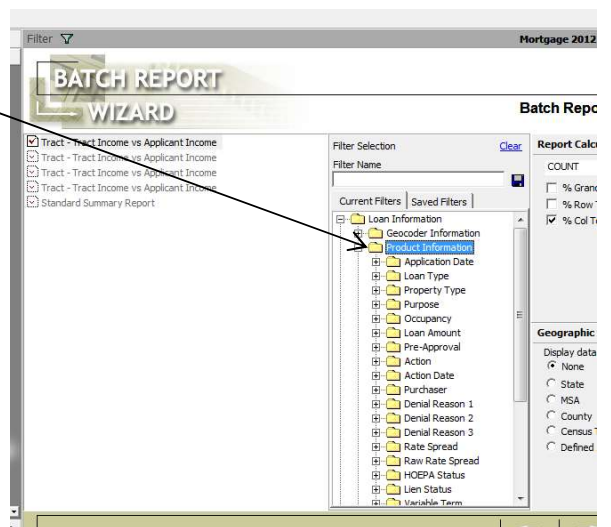 Filter
Mortgage 2012
BATCH REPORT
WIZARD
Batch Repo
Tract - Tract Income vs Applicant Income
Tract - Tract Income vs Applicant Income
Tract - Tract Income vs Applicant Income
Tract - Tract Income vs Applicant Income
Standard Summary Report
Filter Selection
Clear
Filter Name
Current Filters
Saved Filters
Loan Information
Geocoder Information
Product Information
Application Date
Loan Type
Property Type
Purpose
Occupancy
Loan Amount
Pre-Approval
Action
Action Date
Purchaser
Denial Reason 1
Denial Reason 2
Denial Reason 3
Rate Spread
Raw Rate Spread
HOEPA Status
Lien Status
Variable Term
Report Calcu
COUNT
% Grand
% Row T
% Col To
Geographic
Display data
None
State
MSA
County
Census T
Defined